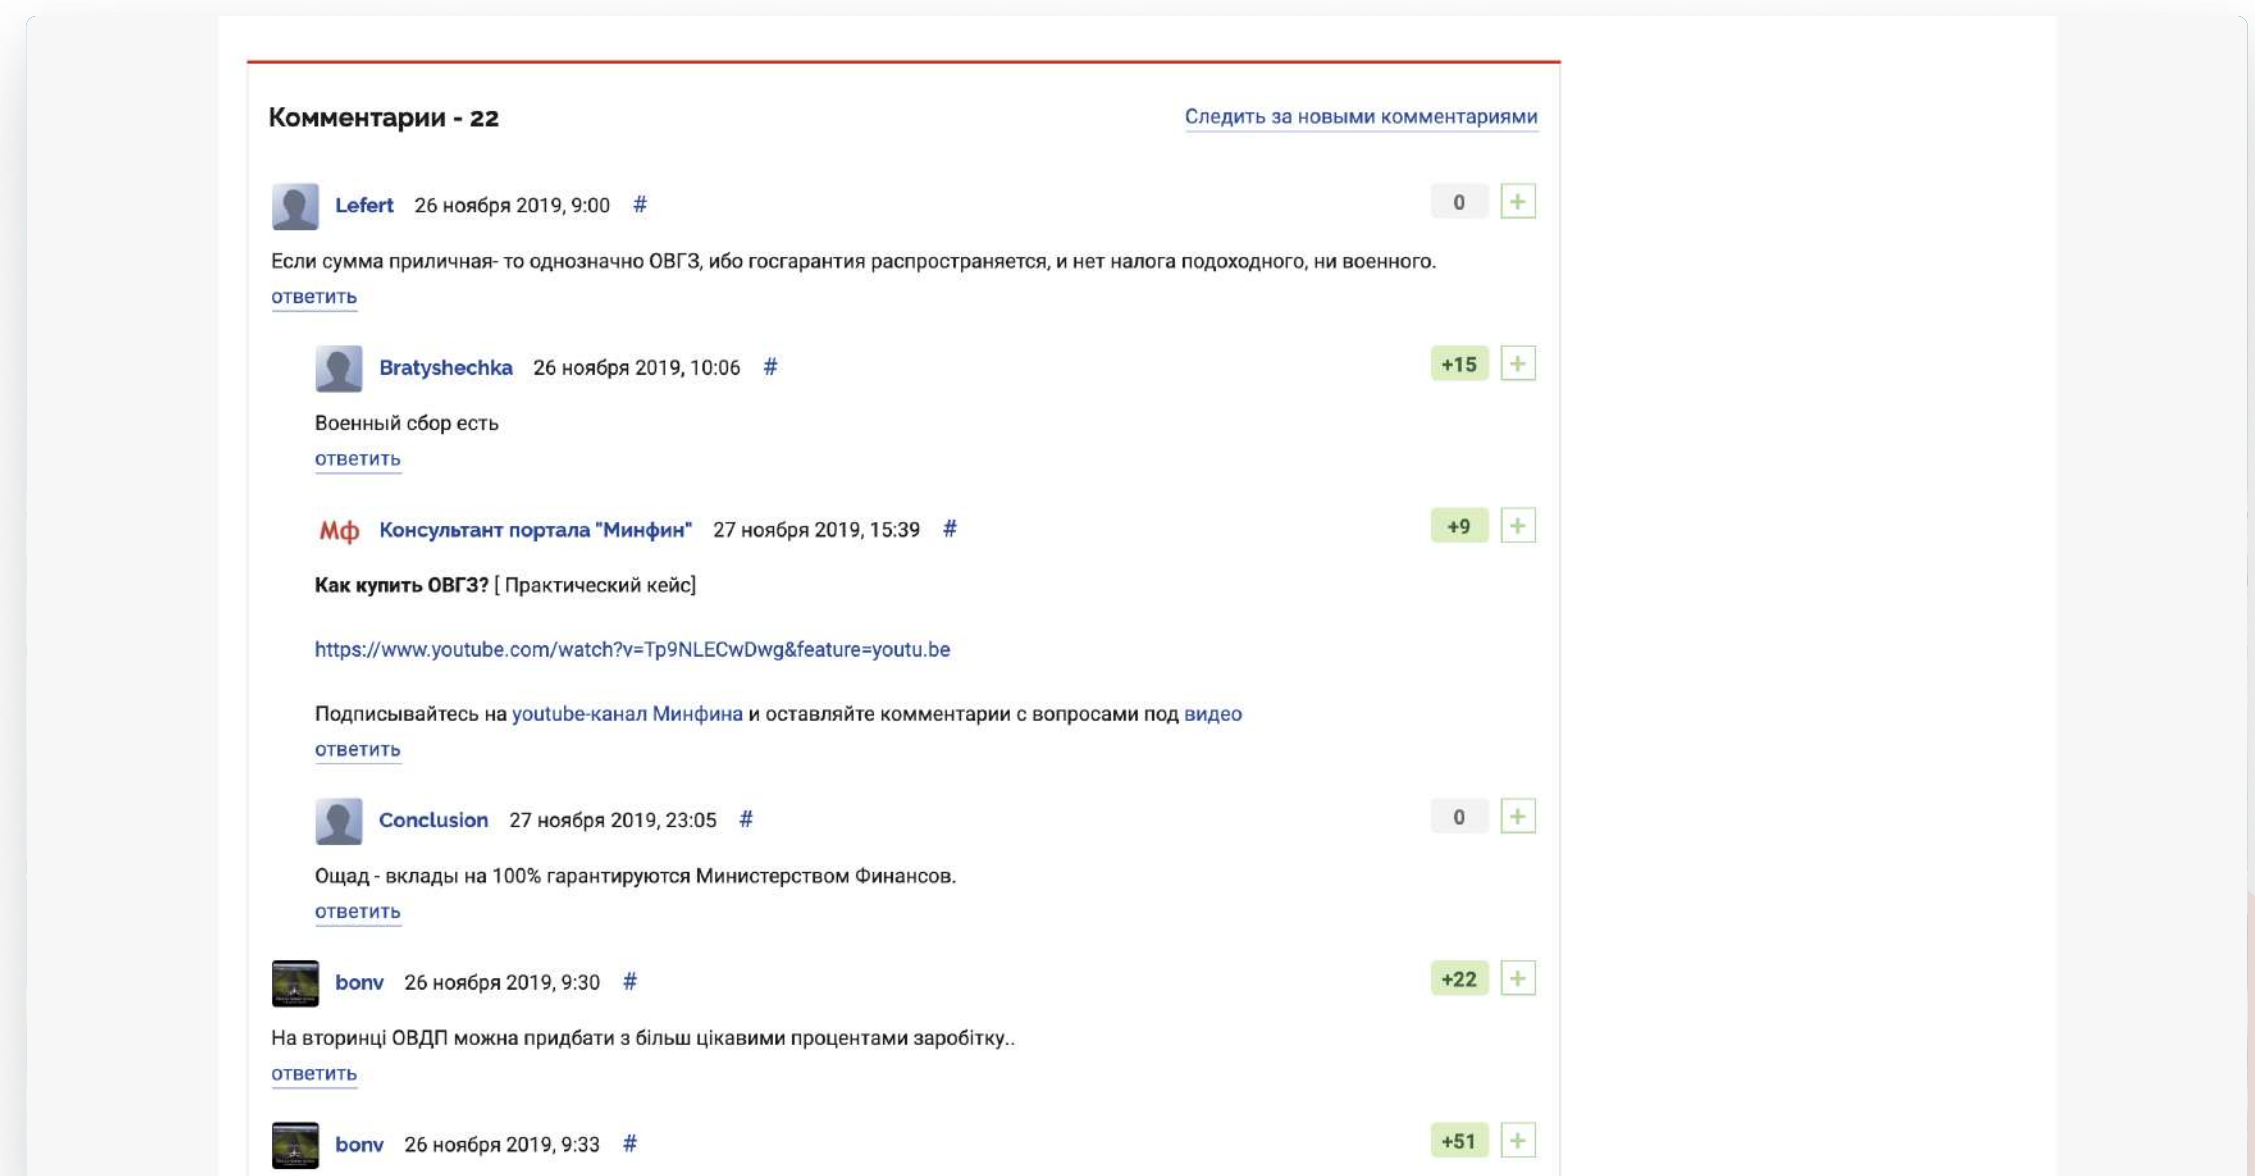 Комментарии - 22
Следить за новыми комментариями
Lefert 26 ноября 2019, 9:00 #
0 +
Если сумма приличная- то однозначно ОВГЗ, ибо госгарантия распространяется, и нет налога подоходного, ни военного.
ответить
Bratyshechka 26 ноября 2019, 10:06 #
+15 +
Военный сбор есть
ответить
Мф Консультант портала "Минфин" 27 ноября 2019, 15:39 #
+9 +
Как купить ОВГЗ? [ Практический кейс]
https://www.youtube.com/watch?v=Tp9NLECwDwg&feature=youtu.be
Подписывайтесь на youtube-канал Минфина и оставляйте комментарии с вопросами под видео
ответить
Conclusion 27 ноября 2019, 23:05 #
0 +
Ощад - вклады на 100% гарантируются Министерством Финансов.
ответить
bonv 26 ноября 2019, 9:30 #
+22 +
На вторинці ОВДП можна придбати з більш цікавими процентами заробітку..
ответить
bonv 26 ноября 2019, 9:33 #
+51 +